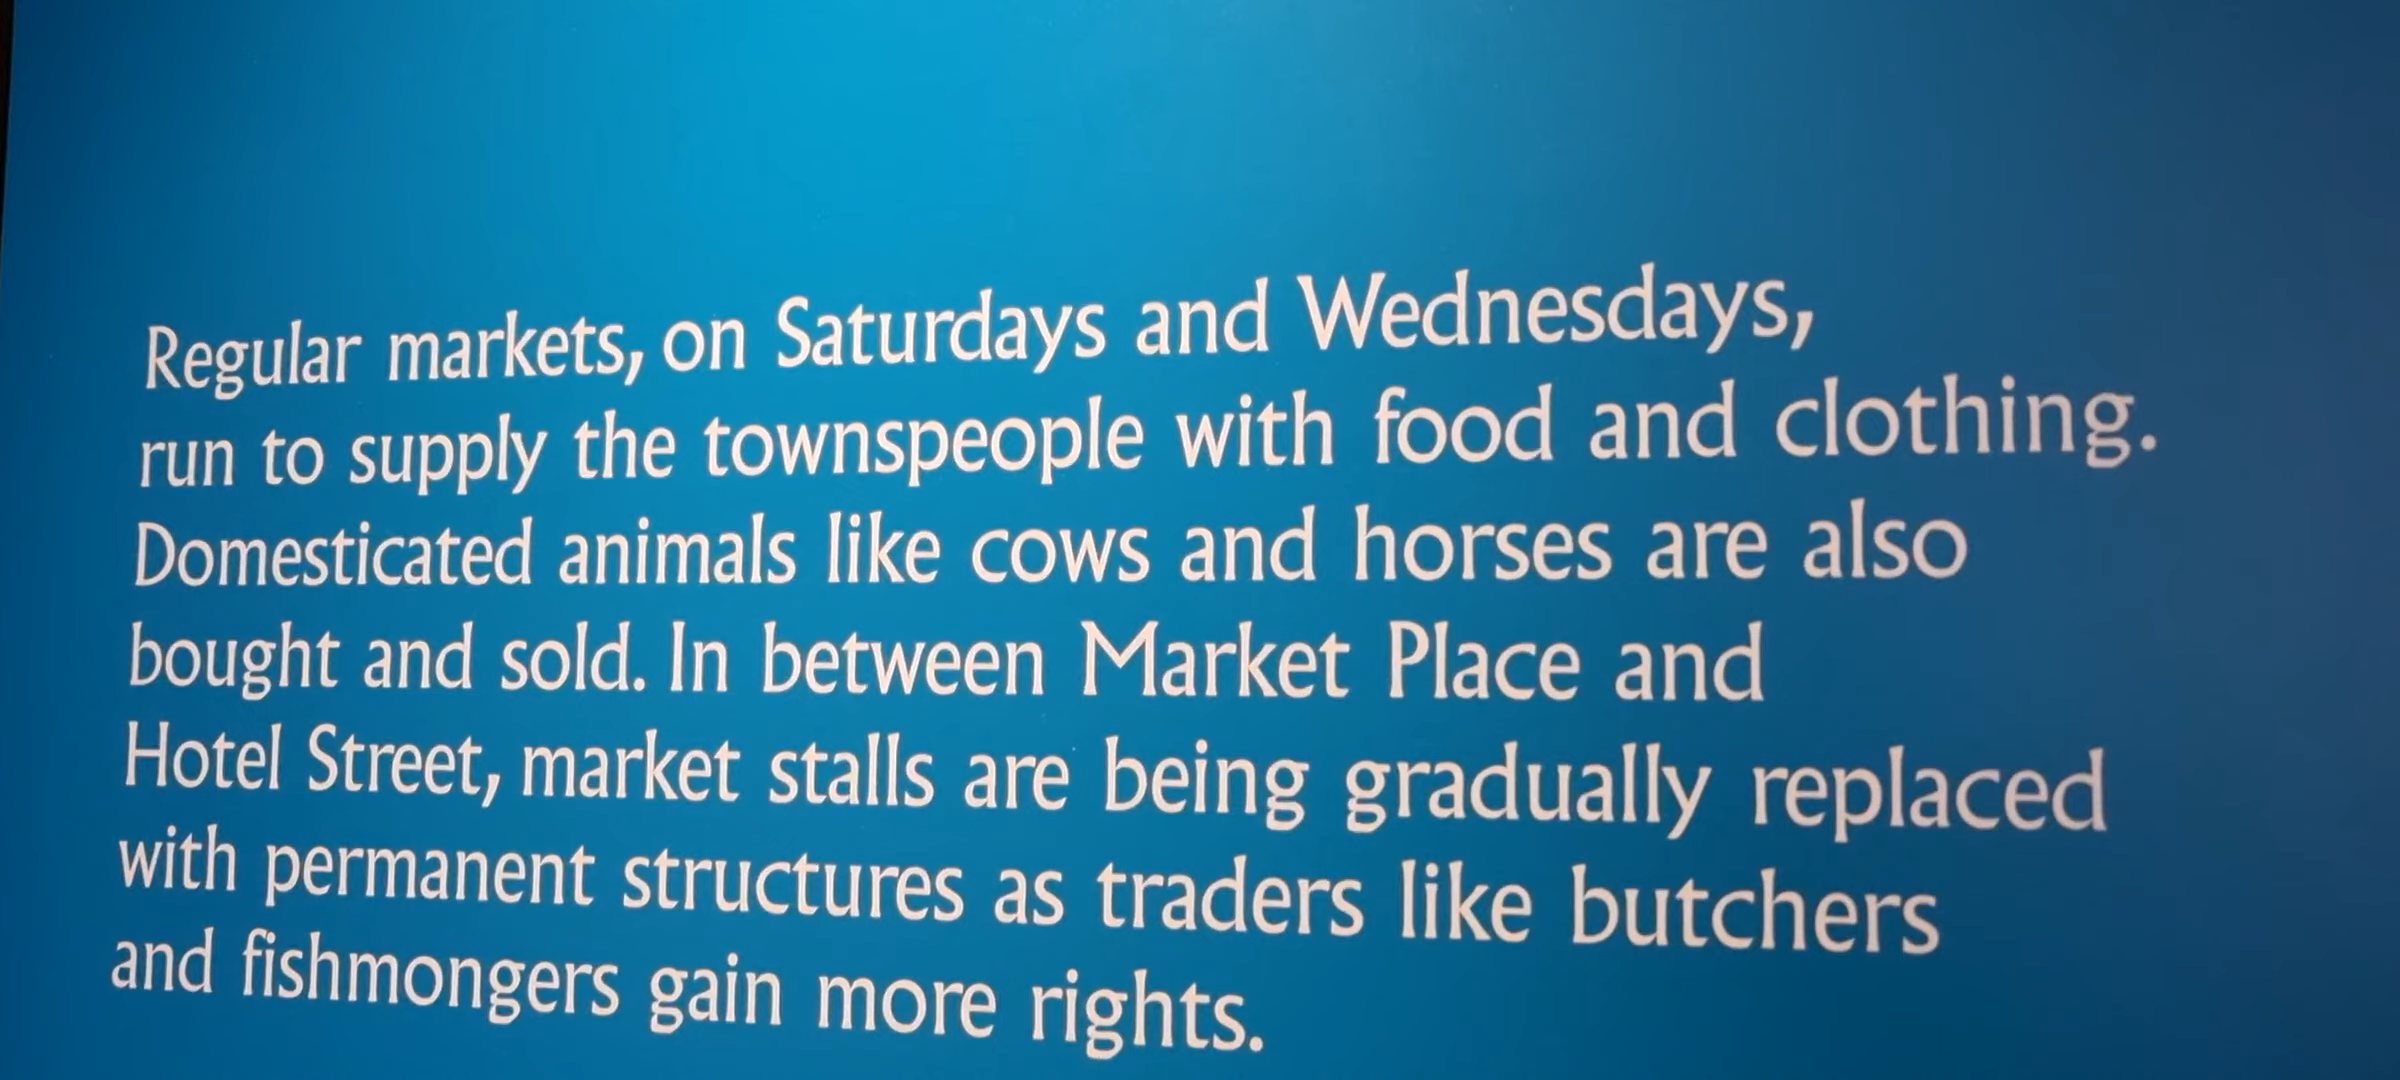 Regular markets, on Saturdays and Wednesdays,
run to supply the townspeople with food and clothing.
Domesticated animals like cows and horses are also
bought and sold. In between Market Place and
Hotel Street, market stalls are being gradually replaced
with permanent structures as traders like butchers
and fishmongers gain more rights.